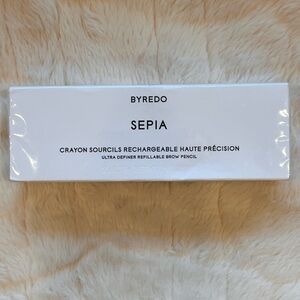 BYREDO
SEPIA
CRAYON SOURCILS RECHARGEABLE HAUTE PRÉCISION
ULTRA DEFINER REFILLABLE BROW PENCIL